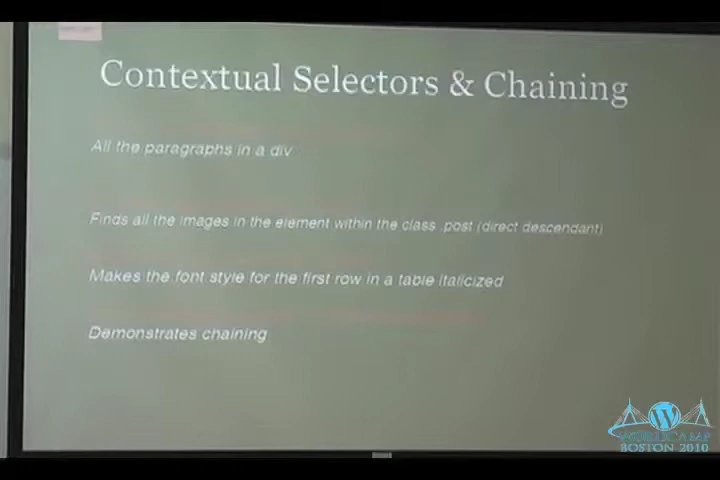 Contextual Selectors & Chaining
All the paragraphs in a div
Finds all the images in the element within the class .post (direct descendant)
Makes the font style for the first row in a table italicized
Demonstrates chaining
WORDCAMP
BOSTON 2010